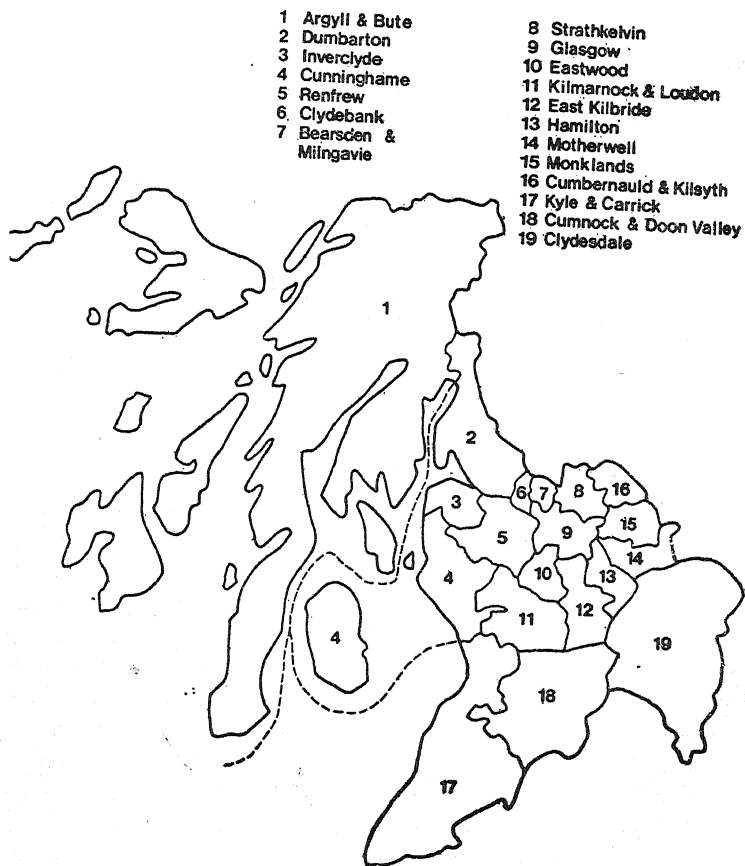 1 Argyll & Bute
2 Dumbarton
3 Inverclyde
4 Cunninghame
5 Renfrew
6 Clydebank
7 Bearsden &
Milngavie
8 Strathkelvin
9 Glasgow
10 Eastwood
11 Kilmarnock & Loudon
12 East Kilbride
13 Hamilton
14 Motherwell
15 Monklands
16 Cumbernauld & Kilsyth
17 Kyle & Carrick
18 Cumnock & Doon Valley
19 Clydesdale
1
2
3
6
7
8
16
5
9
15
14
4
10
13
11
12
4
19
18
17